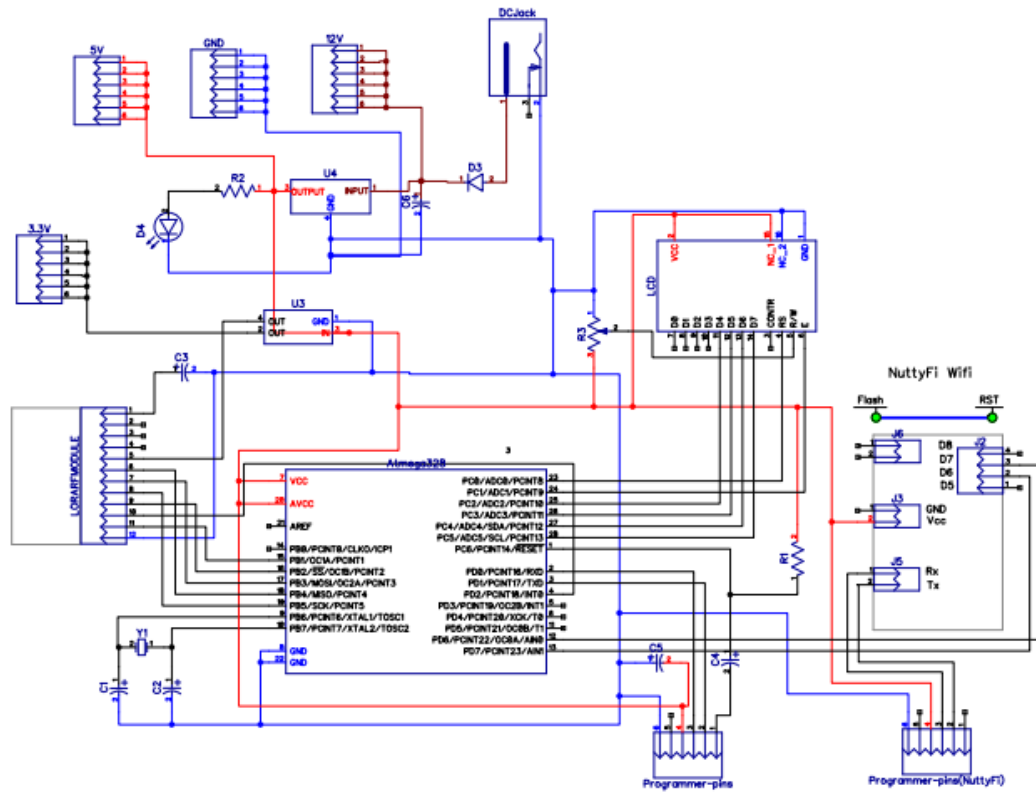 DCJack
5V
GND
12V
R2
U4
OUTPUT
INPUT
GND
D3
C6
D4
3.3V
U3
OUT
OUT
GND
IN
C3
VCC
NC_1
NC_2
GND
LCD
D0
D1
D2
D3
D4
D5
D6
D7
CONTR
RS
R/W
E
R3
NuttyFi Wifi
Flash
RST
J6
D8
D7
D6
D5
J2
J3
GND
Vcc
J5
Rx
Tx
LORARFMODULE
Atmega328
3
VCC
AVCC
AREF
PB0/PCINT0/CLKO/ICP1
PB1/OC1A/PCINT1
PB2/SS/OC1B/PCINT2
PB3/MOSI/OC2A/PCINT3
PB4/MISO/PCINT4
PB5/SCK/PCINT5
PB6/PCINT6/XTAL1/TOSC1
PB7/PCINT7/XTAL2/TOSC2
GND
GND
PC0/ADC0/PCINT8
PC1/ADC1/PCINT9
PC2/ADC2/PCINT10
PC3/ADC3/PCINT11
PC4/ADC4/SDA/PCINT12
PC5/ADC5/SCL/PCINT13
PC6/PCINT14/RESET
PD0/PCINT16/RXD
PD1/PCINT17/TXD
PD2/PCINT18/INT0
PD3/PCINT19/OC2B/INT1
PD4/PCINT20/XCK/T0
PD5/PCINT21/OC0B/T1
PD6/PCINT22/OC0A/AIN0
PD7/PCINT23/AIN1
R1
Y1
C1
C2
C5
C4
Programmer-pins
Programmer-pins(NuttyFi)